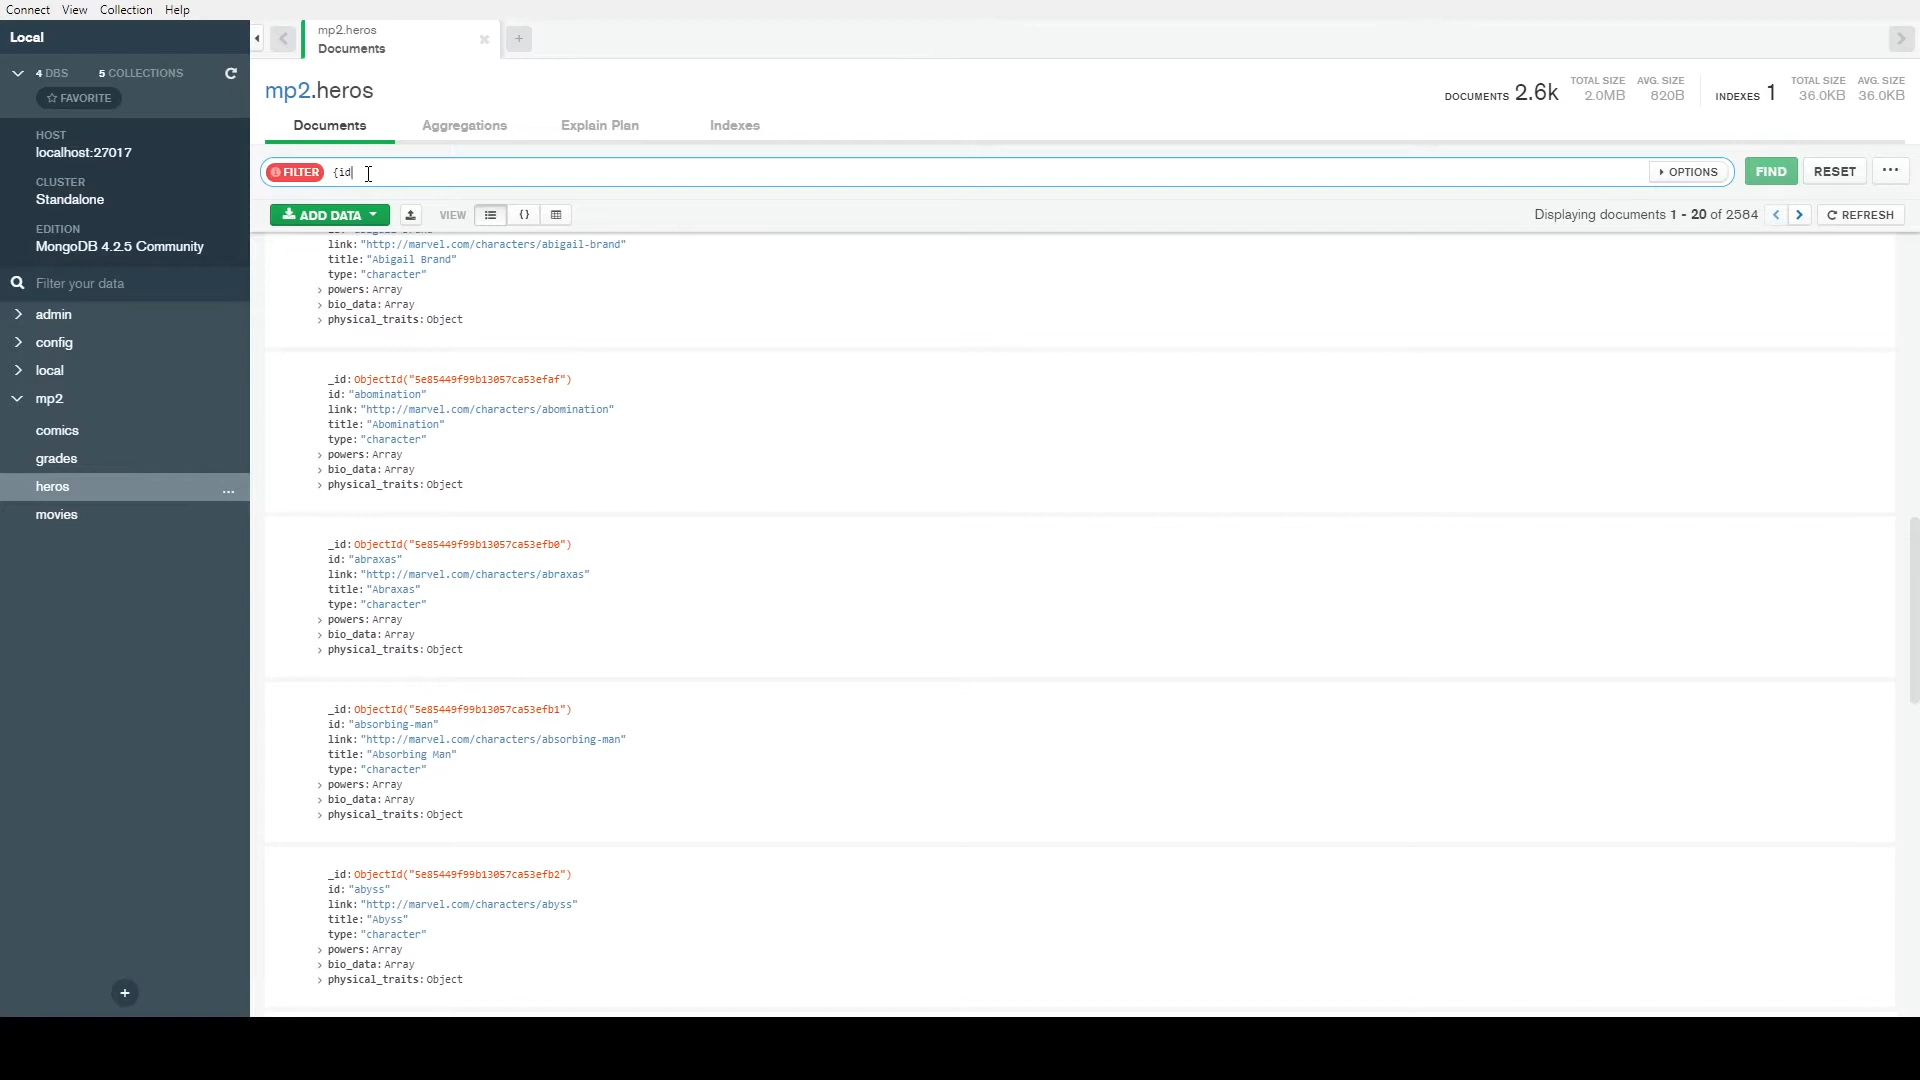 Connect View Collection Help
Local
4 DBS 5 COLLECTIONS
FAVORITE
HOST
localhost:27017
CLUSTER
Standalone
EDITION
MongoDB 4.2.5 Community
Filter your data
admin
config
local
mp2
comics
grades
heros ...
movies
+
mp2.heros
Documents
+
mp2.heros
DOCUMENTS 2.6k TOTAL SIZE 2.0MB AVG. SIZE 820B INDEXES 1 TOTAL SIZE 36.0KB AVG. SIZE 36.0KB
Documents Aggregations Explain Plan Indexes
FILTER {id OPTIONS FIND RESET ...
ADD DATA VIEW {} Displaying documents 1 - 20 of 2584 REFRESH
link: "http://marvel.com/characters/abigail-brand"
title: "Abigail Brand"
type: "character"
powers: Array
bio_data: Array
physical_traits: Object
_id: ObjectId("5e85449f99b13057ca53efaf")
id: "abomination"
link: "http://marvel.com/characters/abomination"
title: "Abomination"
type: "character"
powers: Array
bio_data: Array
physical_traits: Object
_id: ObjectId("5e85449f99b13057ca53efb0")
id: "abraxas"
link: "http://marvel.com/characters/abraxas"
title: "Abraxas"
type: "character"
powers: Array
bio_data: Array
physical_traits: Object
_id: ObjectId("5e85449f99b13057ca53efb1")
id: "absorbing-man"
link: "http://marvel.com/characters/absorbing-man"
title: "Absorbing Man"
type: "character"
powers: Array
bio_data: Array
physical_traits: Object
_id: ObjectId("5e85449f99b13057ca53efb2")
id: "abyss"
link: "http://marvel.com/characters/abyss"
title: "Abyss"
type: "character"
powers: Array
bio_data: Array
physical_traits: Object